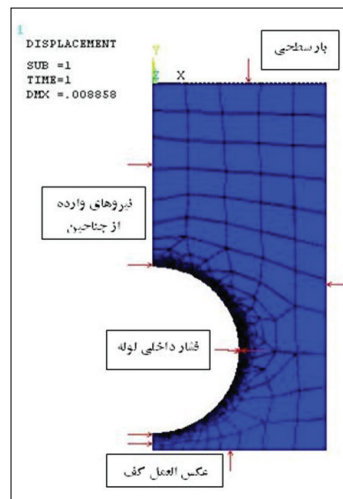 1
DISPLACEMENT
SUB =1
TIME=1
DMX =.008858
Y
Z X
بار سطحی
نیروهای وارده
از جناحین
فشار داخلی لوله
عکس العمل کف